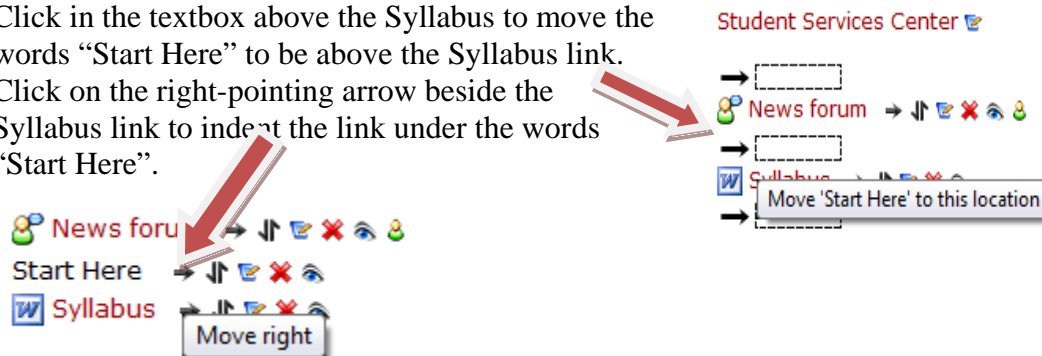 Click in the textbox above the Syllabus to move the
words “Start Here” to be above the Syllabus link.
Click on the right-pointing arrow beside the
Syllabus link to indent the link under the words
“Start Here”.
Student Services Center
News forum
Syllabus
Move 'Start Here' to this location
News foru
Start Here
Syllabus
Move right